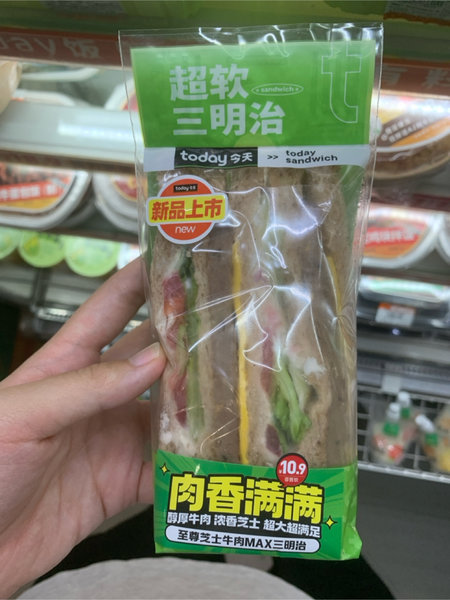 超软
sandwich
三明治
t
today 今天 >> today sandwich
today 今天
新品上市
new
10.9
肉香满满
醇厚牛肉 浓香芝士 超大超满足
至尊芝士牛肉MAX三明治